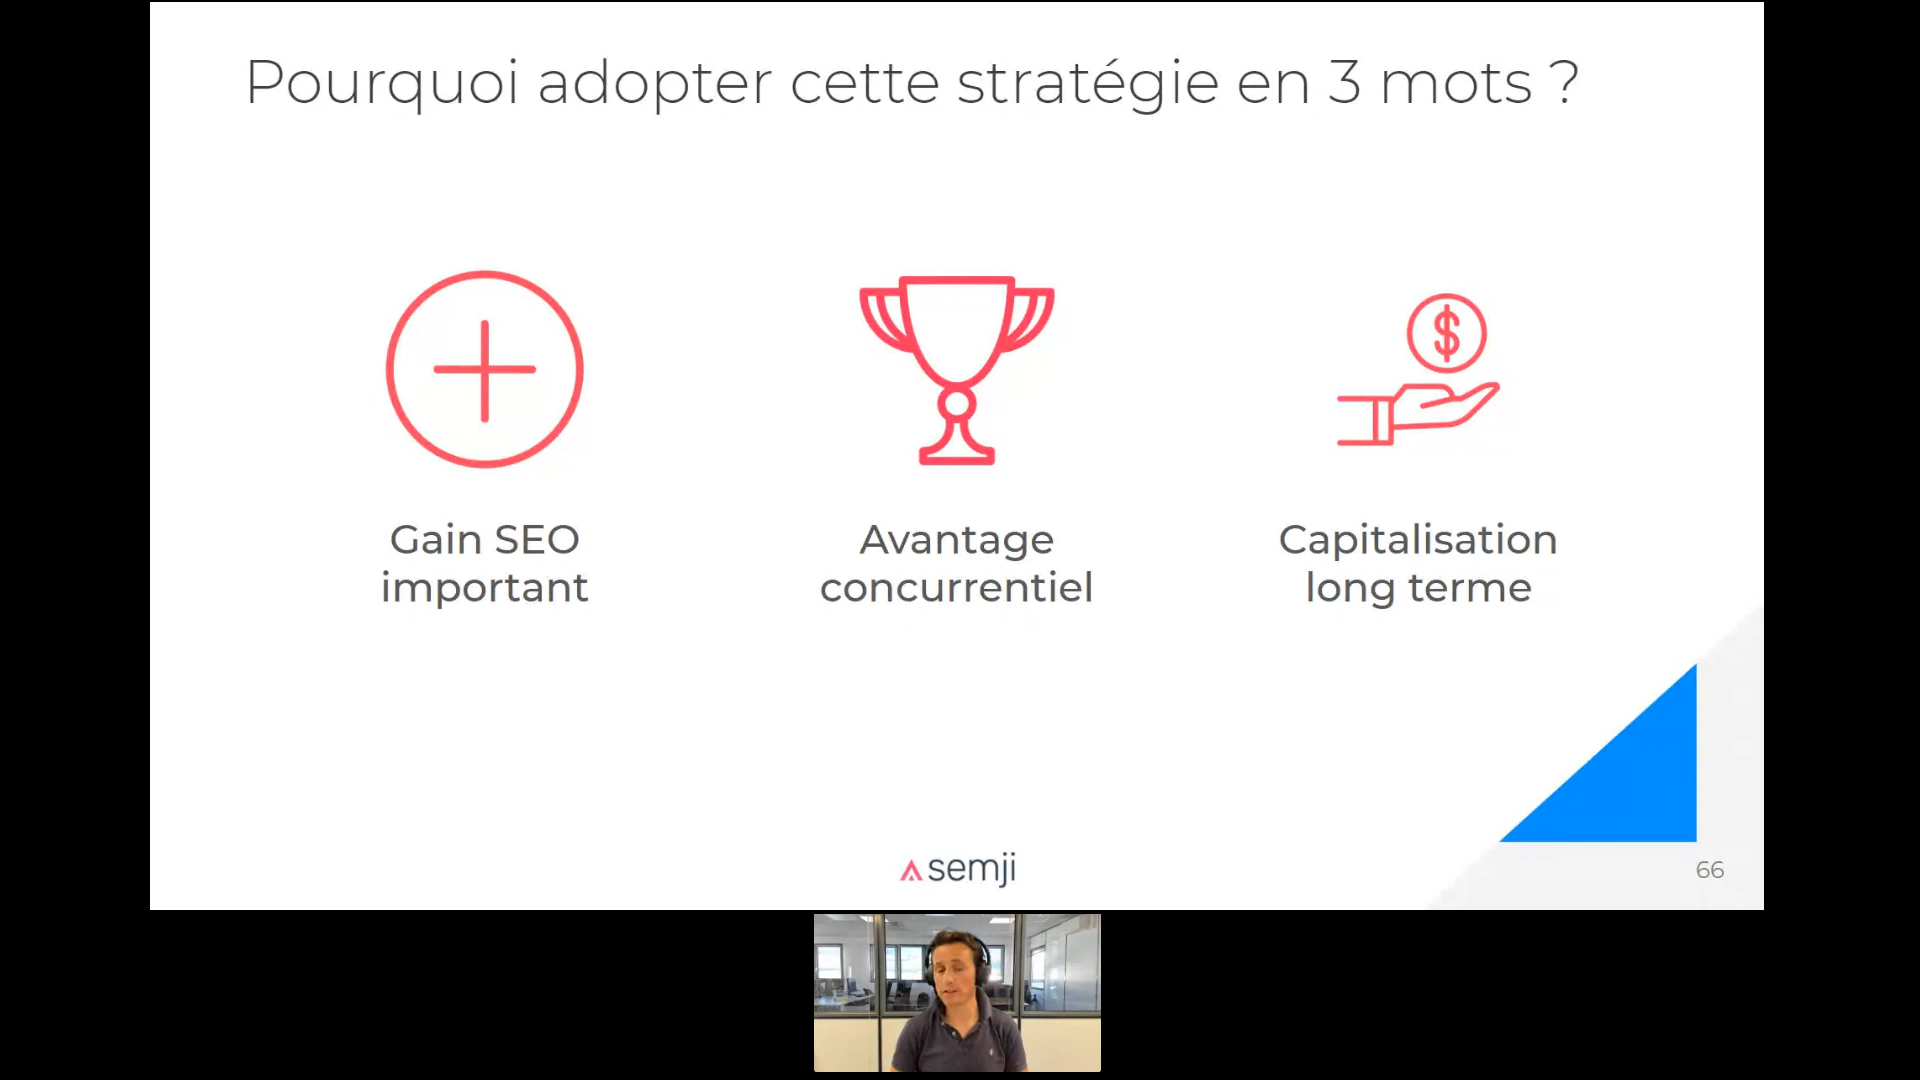 Pourquoi adopter cette stratégie en 3 mots ?
Gain SEO
important
Avantage
concurrentiel
Capitalisation
long terme
semji
66